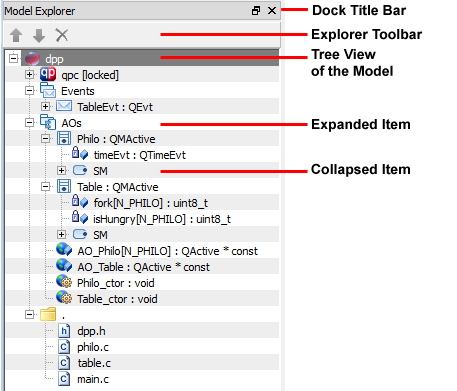 Model Explorer
Dock Title Bar
Explorer Toolbar
dpp
Tree View
of the Model
qp qpc [locked]
Events
TableEvt : QEvt
AOs
Expanded Item
Philo : QMActive
timeEvt : QTimeEvt
SM
Collapsed Item
Table : QMActive
fork[N_PHILO] : uint8_t
isHungry[N_PHILO] : uint8_t
SM
AO_Philo[N_PHILO] : QActive * const
AO_Table : QActive * const
Philo_ctor : void
Table_ctor : void
.
h dpp.h
c philo.c
c table.c
c main.c